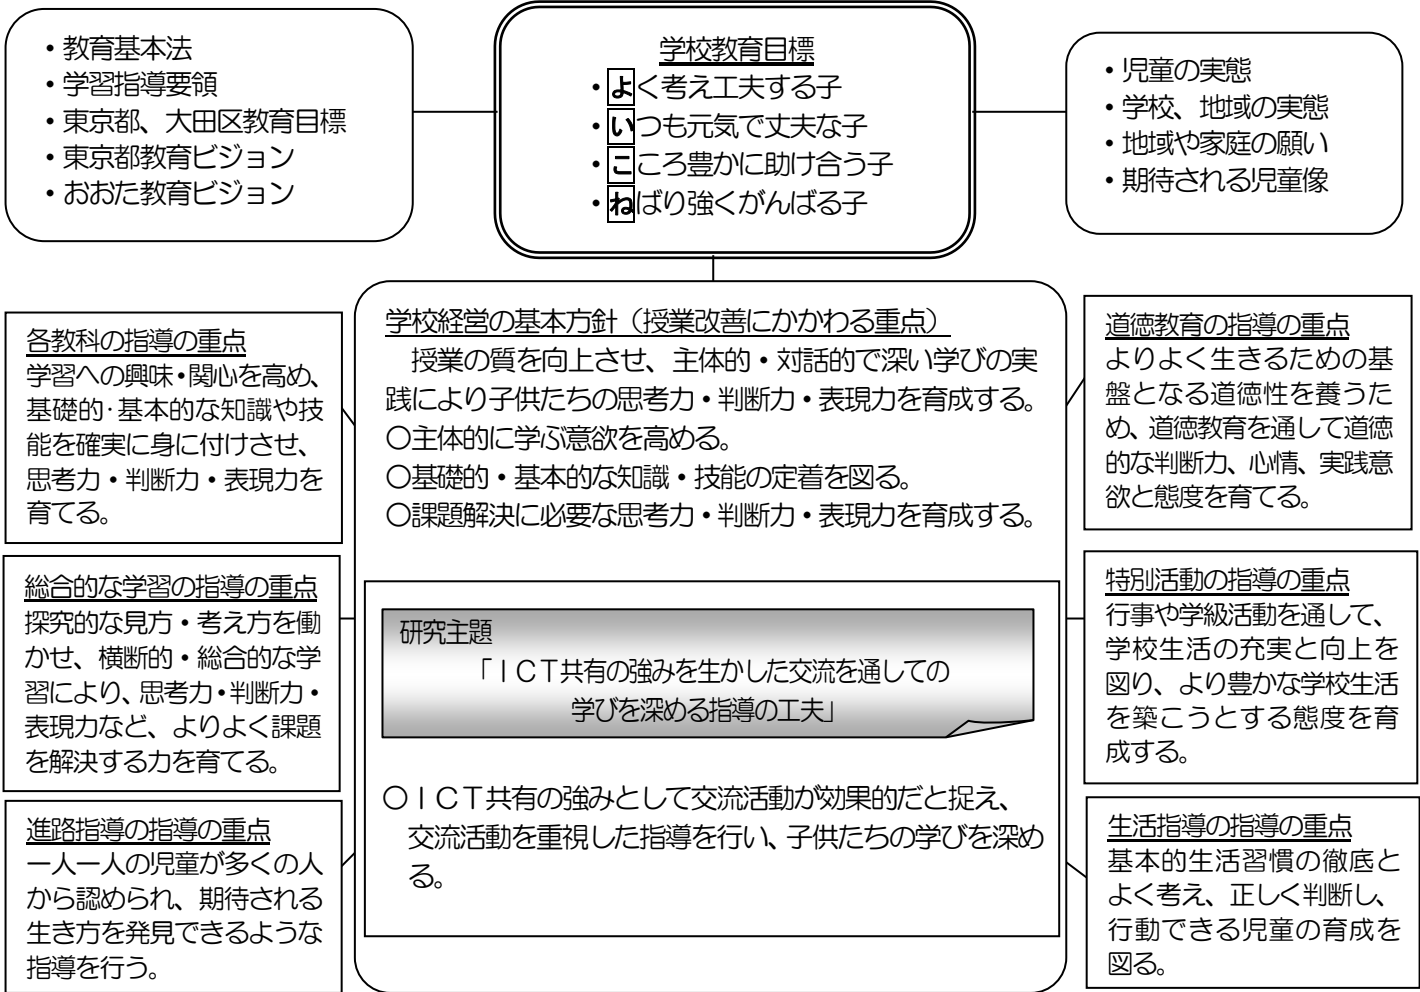 ・教育基本法
・学習指導要領
・東京都、大田区教育目標
・東京都教育ビジョン
・おおた教育ビジョン
学校教育目標
・よく考え工夫する子
・いつも元気で丈夫な子
・こころ豊かに助け合う子
・ねばり強くがんばる子
・児童の実態
・学校、地域の実態
・地域や家庭の願い
・期待される児童像
各教科の指導の重点
学習への興味・関心を高め、
基礎的・基本的な知識や技
能を確実に身に付けさせ、
思考力・判断力・表現力を
育てる。
総合的な学習の指導の重点
探究的な見方・考え方を働
かせ、横断的・総合的な学
習により、思考力・判断力・
表現力など、よりよく課題
を解決する力を育てる。
進路指導の指導の重点
一人一人の児童が多くの人
から認められ、期待される
生き方を発見できるような
指導を行う。
学校経営の基本方針（授業改善にかかわる重点）
授業の質を向上させ、主体的・対話的で深い学びの実
践により子供たちの思考力・判断力・表現力を育成する。
○主体的に学ぶ意欲を高める。
○基礎的・基本的な知識・技能の定着を図る。
○課題解決に必要な思考力・判断力・表現力を育成する。
研究主題
「ＩＣＴ共有の強みを生かした交流を通しての
学びを深める指導の工夫」
○ＩＣＴ共有の強みとして交流活動が効果的だと捉え、
交流活動を重視した指導を行い、子供たちの学びを深め
る。
道徳教育の指導の重点
よりよく生きるための基
盤となる道徳性を養うた
め、道徳教育を通して道徳
的な判断力、心情、実践意
欲と態度を育てる。
特別活動の指導の重点
行事や学級活動を通して、
学校生活の充実と向上を
図り、より豊かな学校生活
を築こうとする態度を育
成する。
生活指導の指導の重点
基本的生活習慣の徹底と
よく考え、正しく判断し、
行動できる児童の育成を
図る。